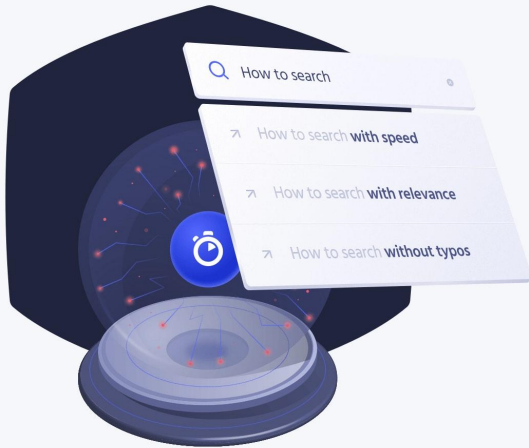 How to search
How to search with speed
How to search with relevance
How to search without typos